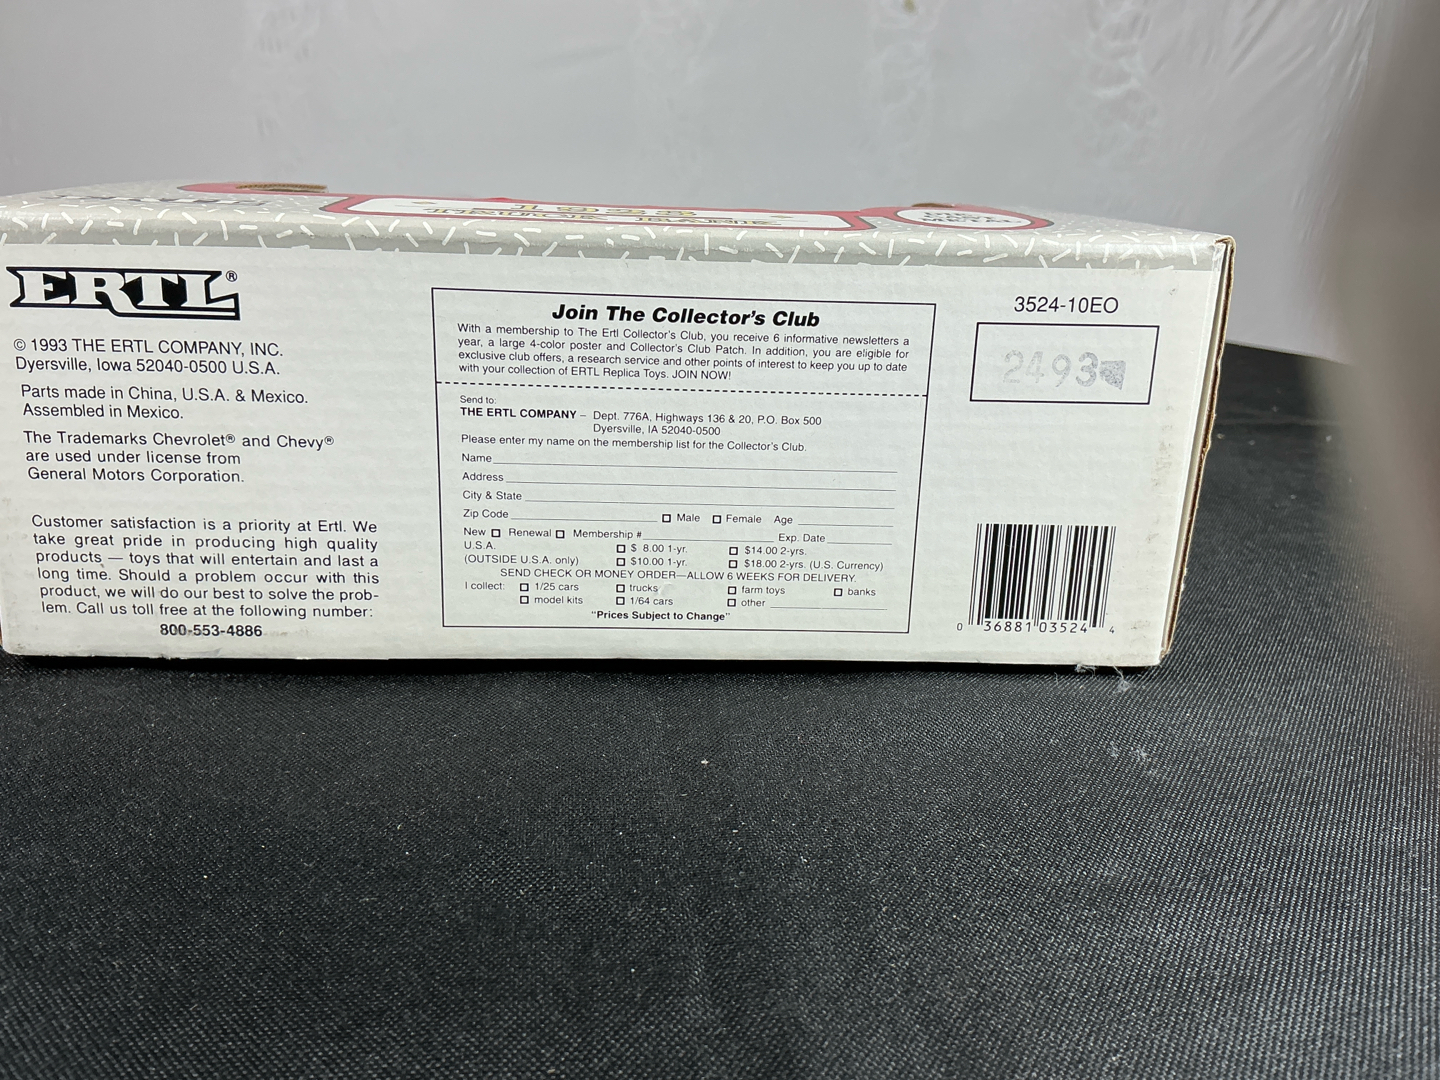 ERTL®
© 1993 THE ERTL COMPANY, INC.
Dyersville, Iowa 52040-0500 U.S.A.
Parts made in China, U.S.A. & Mexico.
Assembled in Mexico.
The Trademarks Chevrolet® and Chevy®
are used under license from
General Motors Corporation.
Customer satisfaction is a priority at Ertl. We
take great pride in producing high quality
products — toys that will entertain and last a
long time. Should a problem occur with this
product, we will do our best to solve the prob-
lem. Call us toll free at the following number:
800-553-4886
Join The Collector's Club
With a membership to The Ertl Collector's Club, you receive 6 informative newsletters a
year, a large 4-color poster and Collector's Club Patch. In addition, you are eligible for
exclusive club offers, a research service and other points of interest to keep you up to date
with your collection of ERTL Replica Toys. JOIN NOW!
Send to:
THE ERTL COMPANY – Dept. 776A, Highways 136 & 20, P.O. Box 500
Dyersville, IA 52040-0500
Please enter my name on the membership list for the Collector's Club.
Name
Address
City & State
Zip Code Male Female Age
New Renewal Membership # Exp. Date
U.S.A. $ 8.00 1-yr. $14.00 2-yrs.
(OUTSIDE U.S.A. only) $10.00 1-yr. $18.00 2-yrs. (U.S. Currency)
SEND CHECK OR MONEY ORDER—ALLOW 6 WEEKS FOR DELIVERY.
I collect: 1/25 cars trucks farm toys banks
model kits 1/64 cars other
"Prices Subject to Change"
3524-10EO
2493
0 36881 03524 4